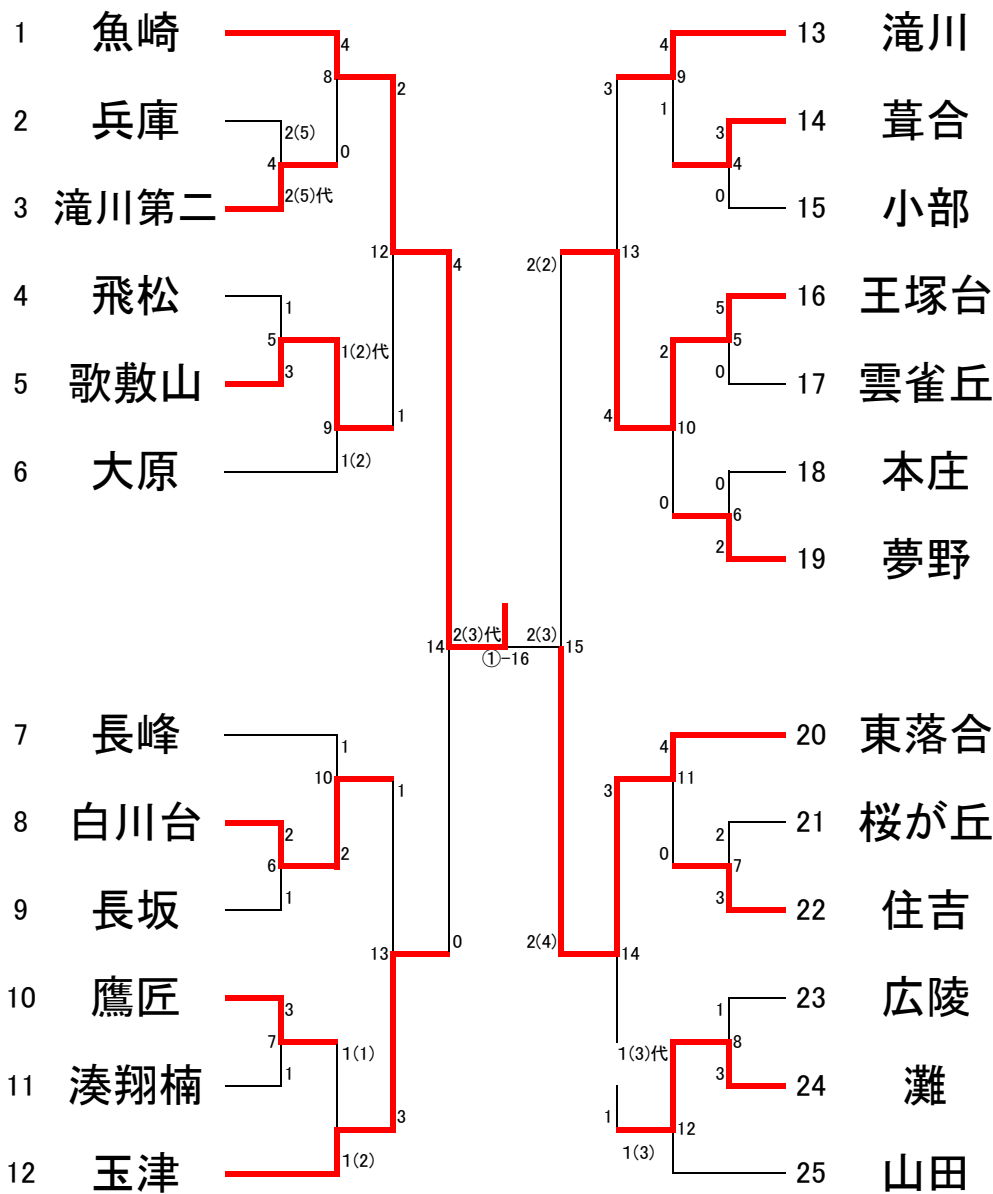 1 魚崎 4 4 13 滝川
8 2 3 9
2 兵庫 2(5) 1 3 14 葺合
4 0 4
3 滝川第二 2(5)代 0 15 小部
12 4 2(2) 13
4 飛松 1 5 16 王塚台
5 1(2)代 2 5
5 歌敷山 3 0 17 雲雀丘
9 1 4 10
6 大原 1(2) 0 18 本庄
0 6
2 19 夢野
14 2(3)代 2(3) 15
①-16
7 長峰 1 4 20 東落合
10 1 3 11
8 白川台 2 2 21 桜が丘
6 2 0 7
9 長坂 1 3 22 住吉
13 0 2(4) 14
10 鷹匠 3 1 23 広陵
7 1(1) 1(3)代 8
11 湊翔楠 1 3 24 灘
3 1 12
12 玉津 1(2) 1(3) 25 山田